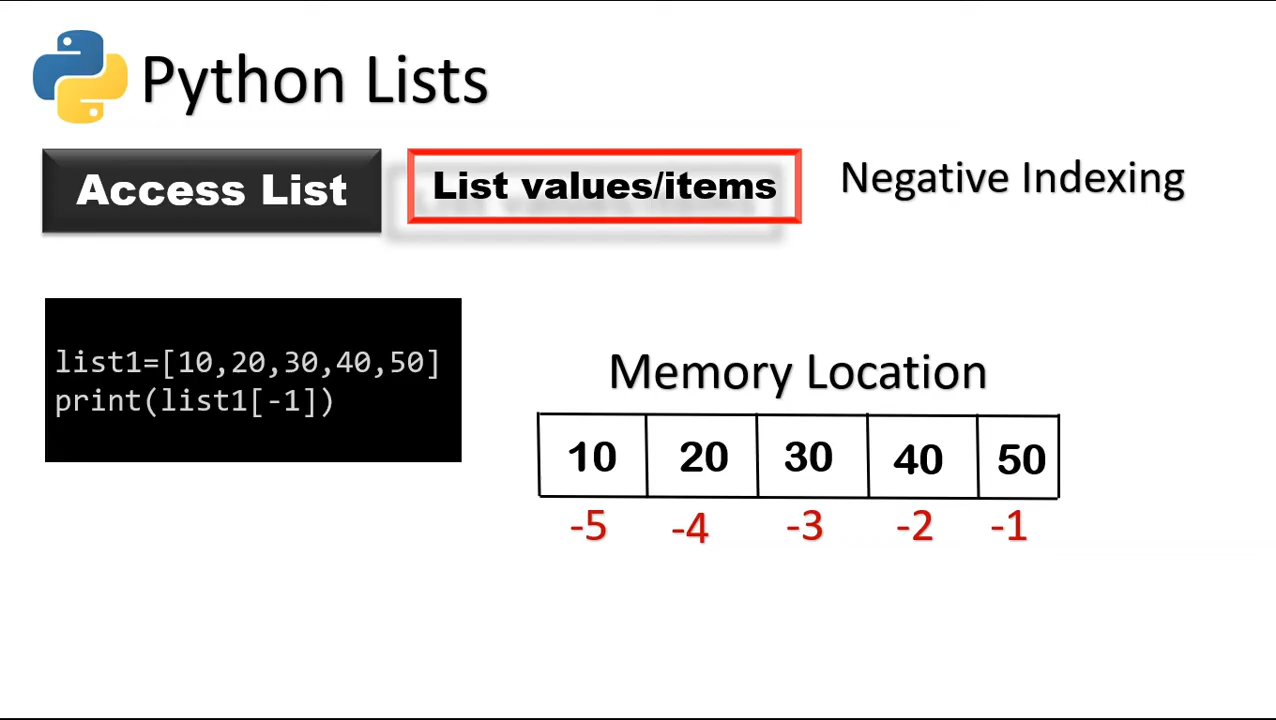 Python Lists
Access List
List values/items
Negative Indexing
list1=[10,20,30,40,50]
print(list1[-1])
Memory Location
10 20 30 40 50
-5 -4 -3 -2 -1